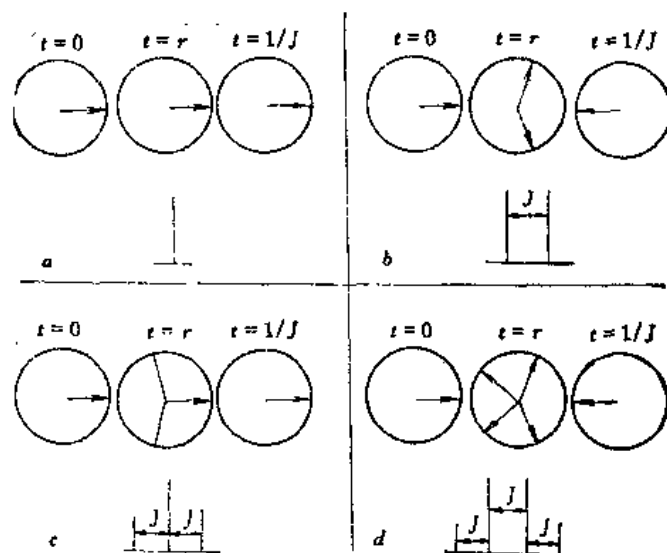 t=0 t=r t=1/J
t=0 t=r t=1/J
J
a
b
t=0 t=r t=1/J
t=0 t=r t=1/J
J J
J
J J
c
d